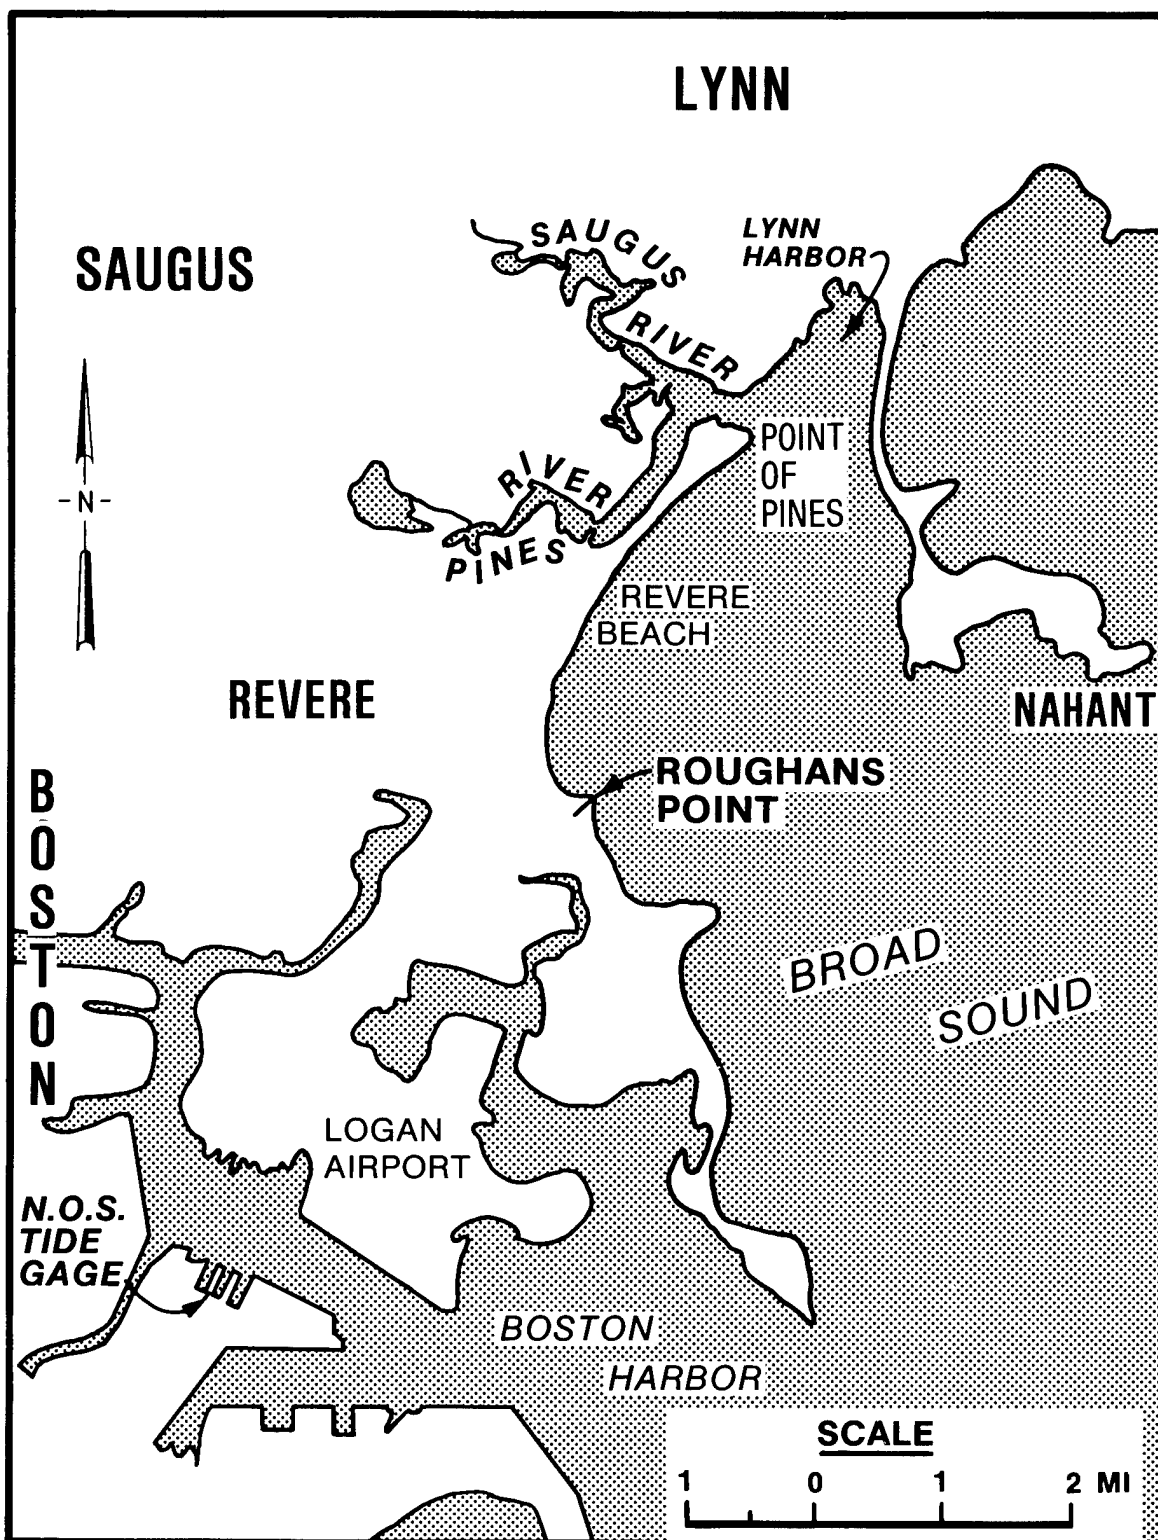 LYNN
SAUGUS
RIVER
LYNN
HARBOR
SAUGUS
-N-
POINT
OF
PINES
RIVER
PINES
REVERE
BEACH
REVERE
NAHANT
ROUGHANS
POINT
BOSTON
BROAD
SOUND
LOGAN
AIRPORT
N.O.S.
TIDE
GAGE
BOSTON
HARBOR
SCALE
1 0 1 2 MI